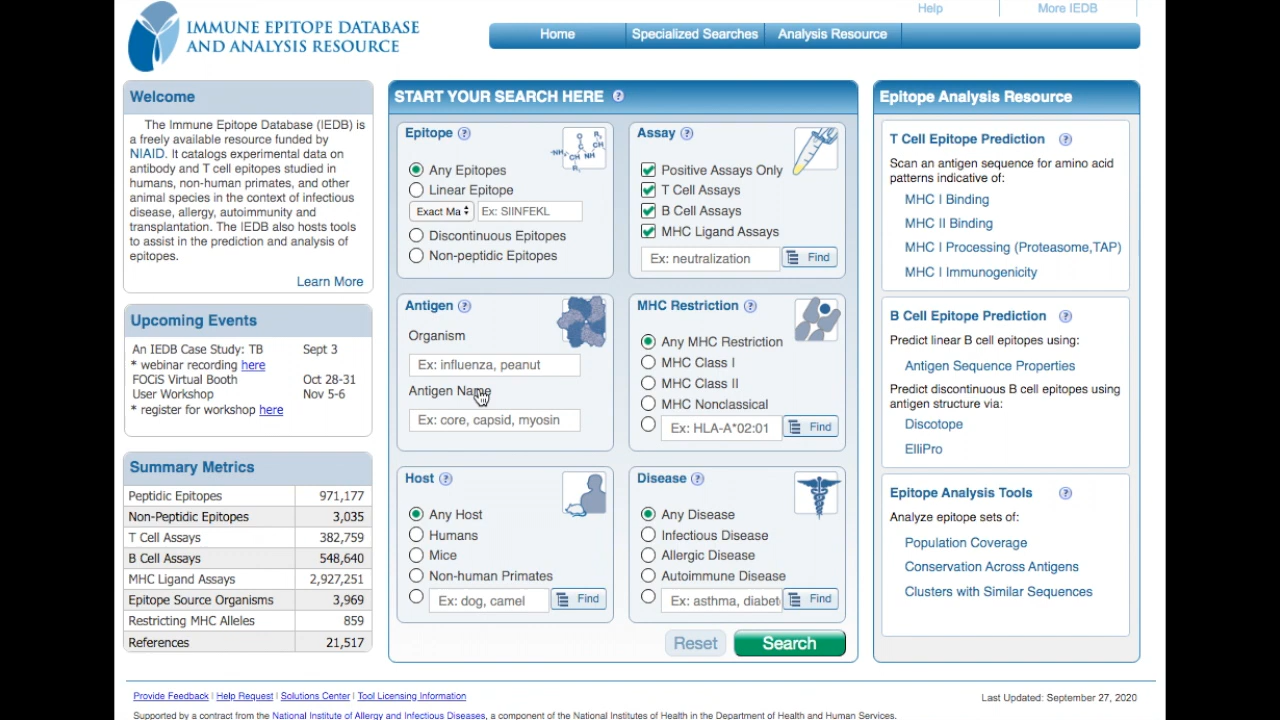 Help
More IEDB
IMMUNE EPITOPE DATABASE
AND ANALYSIS RESOURCE
Home
Specialized Searches
Analysis Resource
Welcome
The Immune Epitope Database (IEDB) is
a freely available resource funded by
NIAID. It catalogs experimental data on
antibody and T cell epitopes studied in
humans, non-human primates, and other
animal species in the context of infectious
disease, allergy, autoimmunity and
transplantation. The IEDB also hosts tools
to assist in the prediction and analysis of
epitopes.
Learn More
Upcoming Events
An IEDB Case Study: TB Sept 3
* webinar recording here
FOCiS Virtual Booth Oct 28-31
User Workshop Nov 5-6
* register for workshop here
Summary Metrics
Peptidic Epitopes 971,177
Non-Peptidic Epitopes 3,035
T Cell Assays 382,759
B Cell Assays 548,640
MHC Ligand Assays 2,927,251
Epitope Source Organisms 3,969
Restricting MHC Alleles 859
References 21,517
START YOUR SEARCH HERE ?
Epitope ?
Any Epitopes
Linear Epitope
Exact Ma Ex: SIINFEKL
Discontinuous Epitopes
Non-peptidic Epitopes
Assay ?
Positive Assays Only
T Cell Assays
B Cell Assays
MHC Ligand Assays
Ex: neutralization Find
Antigen ?
Organism
Ex: influenza, peanut
Antigen Name
Ex: core, capsid, myosin
MHC Restriction ?
Any MHC Restriction
MHC Class I
MHC Class II
MHC Nonclassical
Ex: HLA-A*02:01 Find
Host ?
Any Host
Humans
Mice
Non-human Primates
Ex: dog, camel Find
Disease ?
Any Disease
Infectious Disease
Allergic Disease
Autoimmune Disease
Ex: asthma, diabet Find
Reset
Search
Epitope Analysis Resource
T Cell Epitope Prediction ?
Scan an antigen sequence for amino acid
patterns indicative of:
MHC I Binding
MHC II Binding
MHC I Processing (Proteasome,TAP)
MHC I Immunogenicity
B Cell Epitope Prediction ?
Predict linear B cell epitopes using:
Antigen Sequence Properties
Predict discontinuous B cell epitopes using
antigen structure via:
Discotope
ElliPro
Epitope Analysis Tools ?
Analyze epitope sets of:
Population Coverage
Conservation Across Antigens
Clusters with Similar Sequences
Provide Feedback | Help Request | Solutions Center | Tool Licensing Information
Last Updated: September 27, 2020
Supported by a contract from the National Institute of Allergy and Infectious Diseases, a component of the National Institutes of Health in the Department of Health and Human Services.